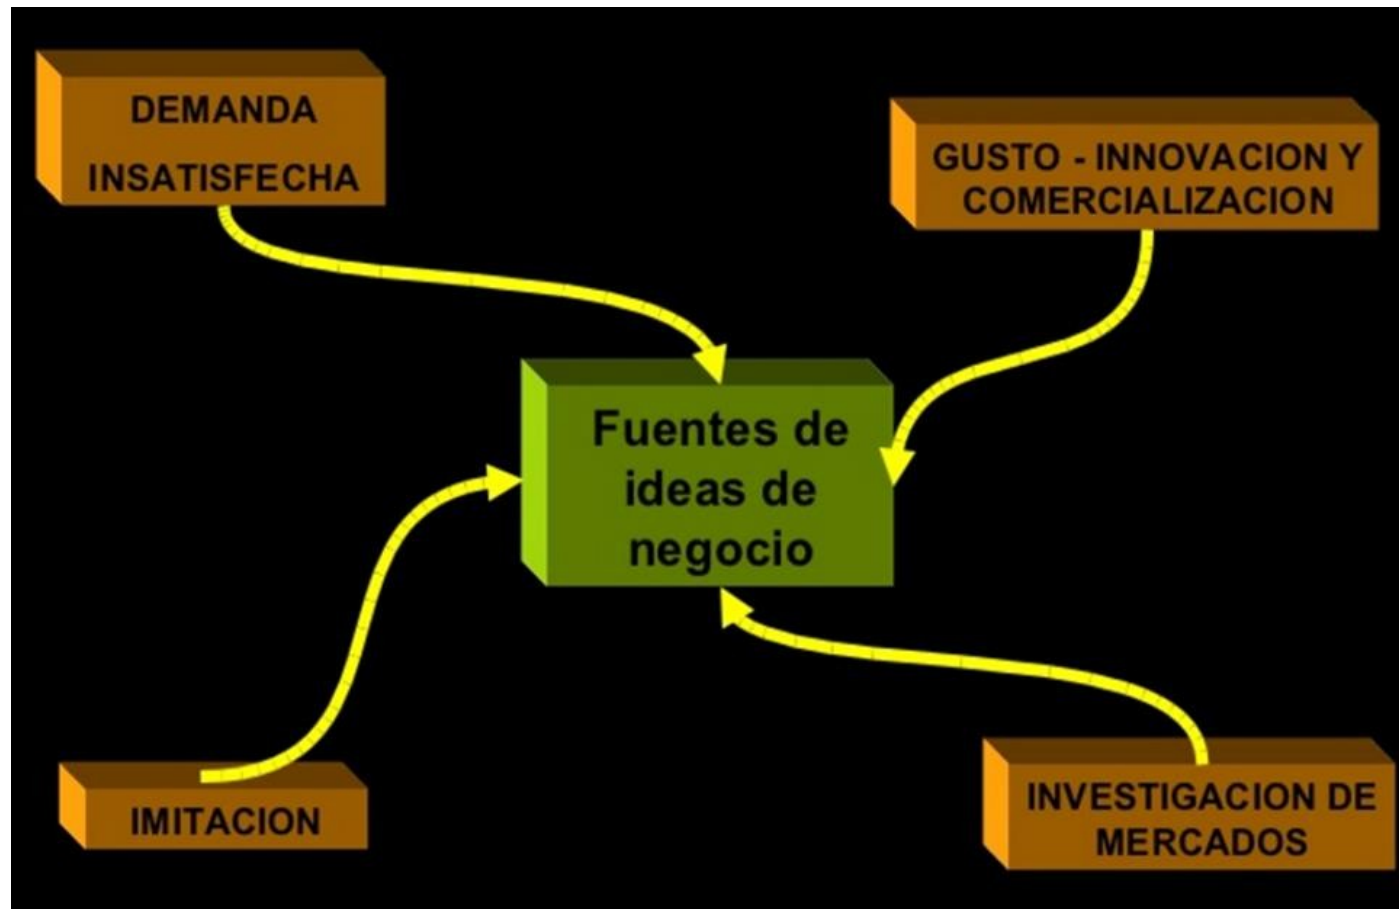 DEMANDA
INSATISFECHA
GUSTO - INNOVACION Y
COMERCIALIZACION
Fuentes de
ideas de
negocio
IMITACION
INVESTIGACION DE
MERCADOS